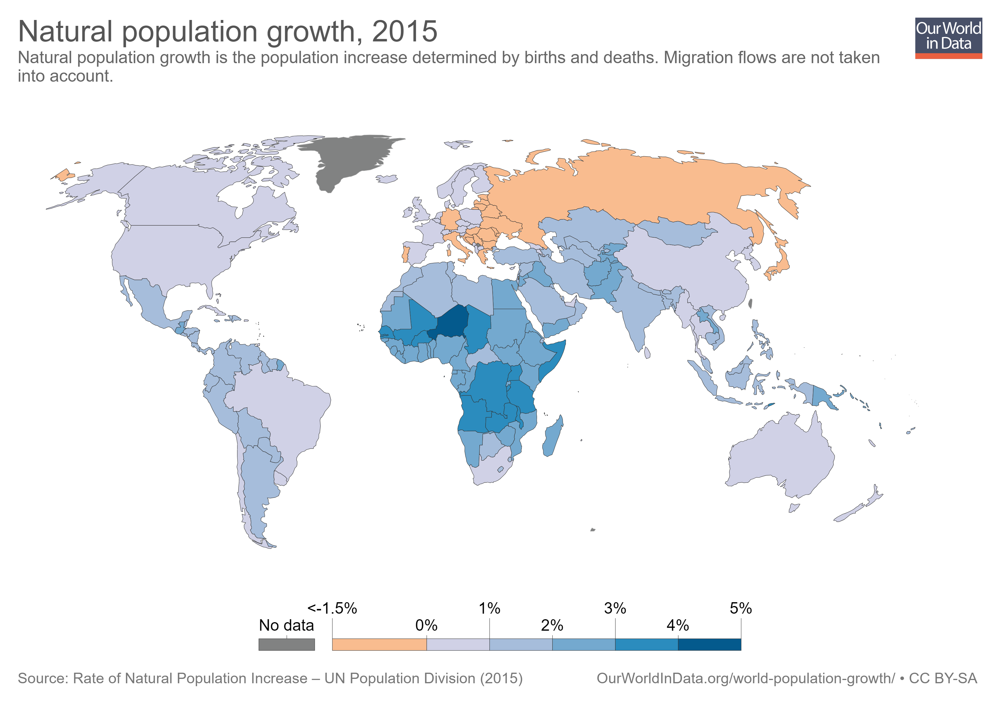 Natural population growth, 2015
Our World
in Data
Natural population growth is the population increase determined by births and deaths. Migration flows are not taken
into account.
<-1.5%
1%
3%
5%
No data
0%
2%
4%
Source: Rate of Natural Population Increase – UN Population Division (2015)
OurWorldInData.org/world-population-growth/ • CC BY-SA